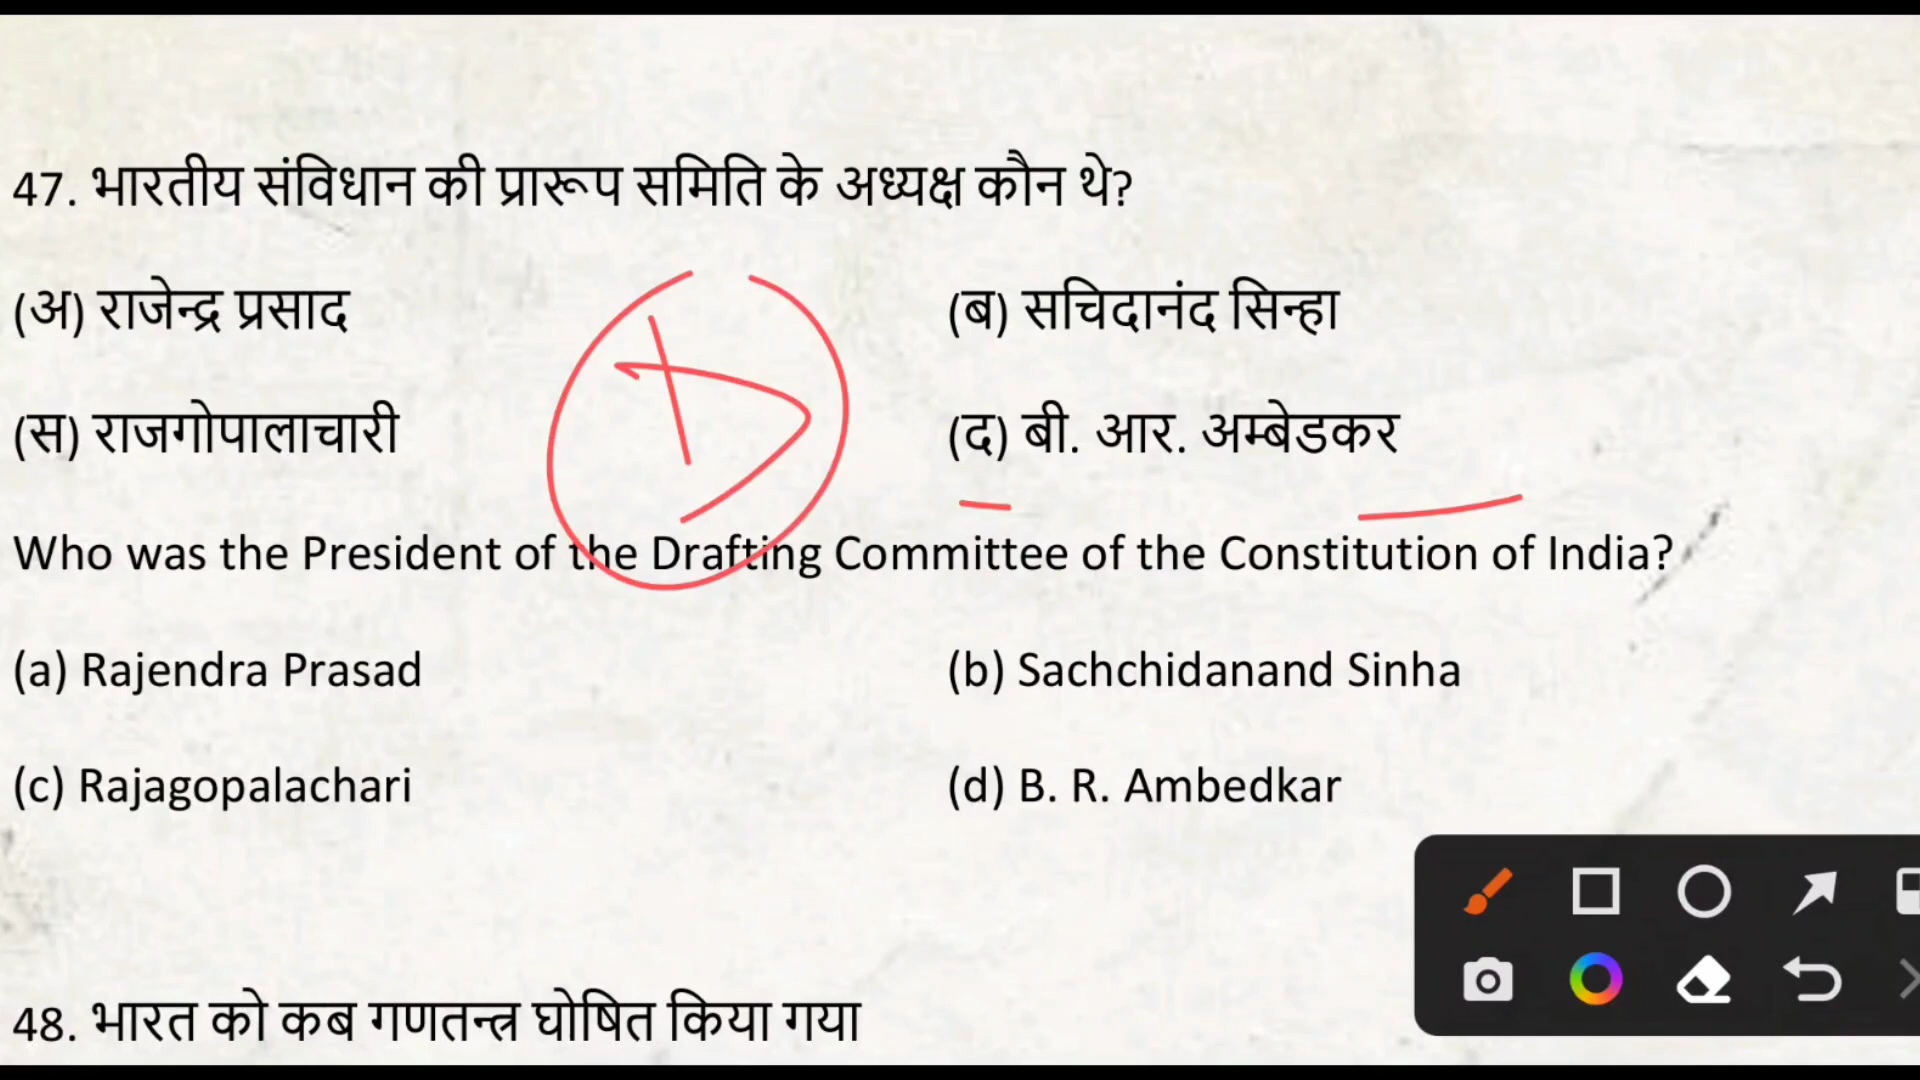 47. भारतीय संविधान की प्रारूप समिति के अध्यक्ष कौन थे?
(अ) राजेन्द्र प्रसाद (ब) सचिदानंद सिन्हा
(स) राजगोपालाचारी (द) बी. आर. अम्बेडकर
D
Who was the President of the Drafting Committee of the Constitution of India?
(a) Rajendra Prasad (b) Sachchidanand Sinha
(c) Rajagopalachari (d) B. R. Ambedkar
48. भारत को कब गणतन्त्र घोषित किया गया